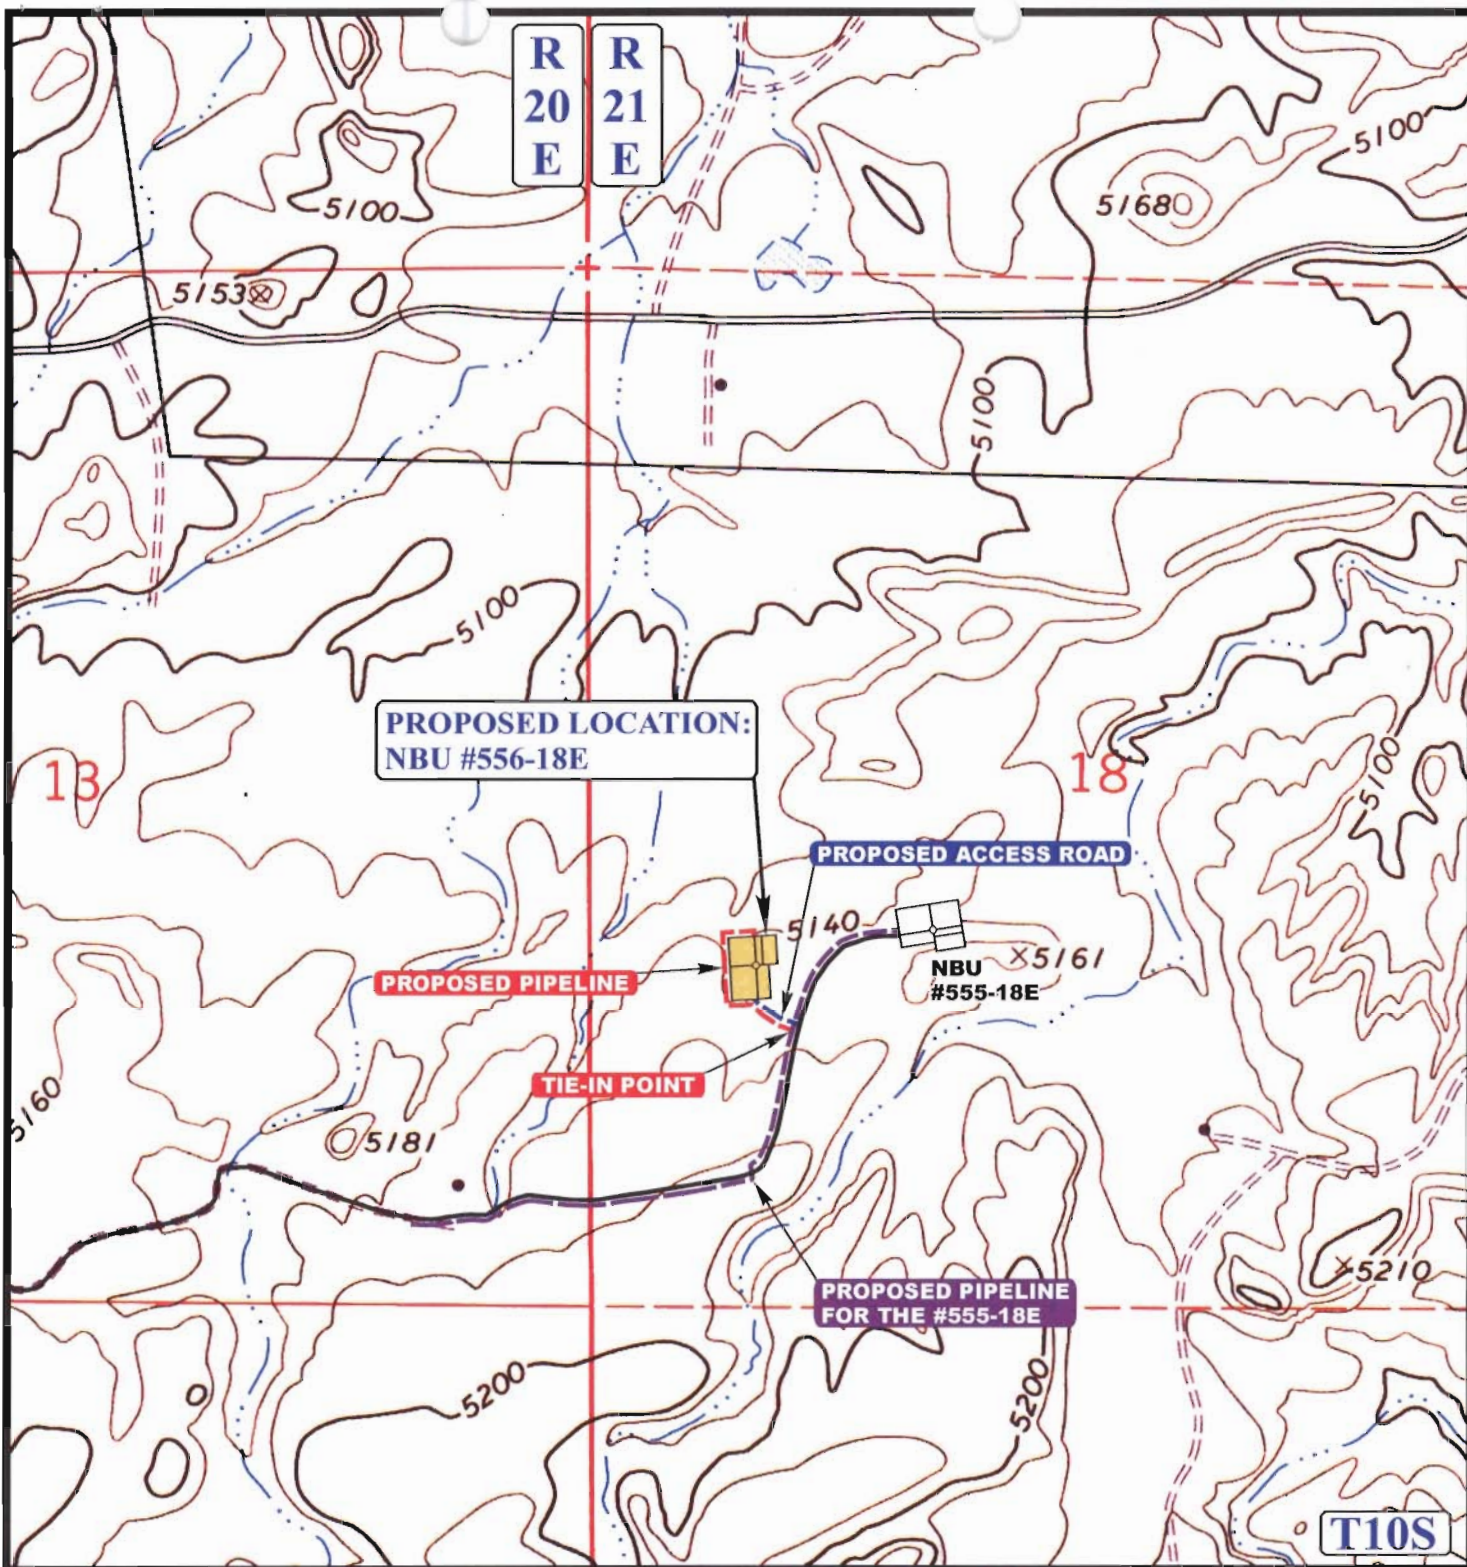 R
20
E
R
21
E
5100
5100
5168
5153
5100
5100
PROPOSED LOCATION:
NBU #556-18E
13
18
5100
PROPOSED ACCESS ROAD
5140
5161
PROPOSED PIPELINE
NBU
#555-18E
TIE-IN POINT
5160
5181
5210
PROPOSED PIPELINE
FOR THE #555-18E
5200
5200
T10S